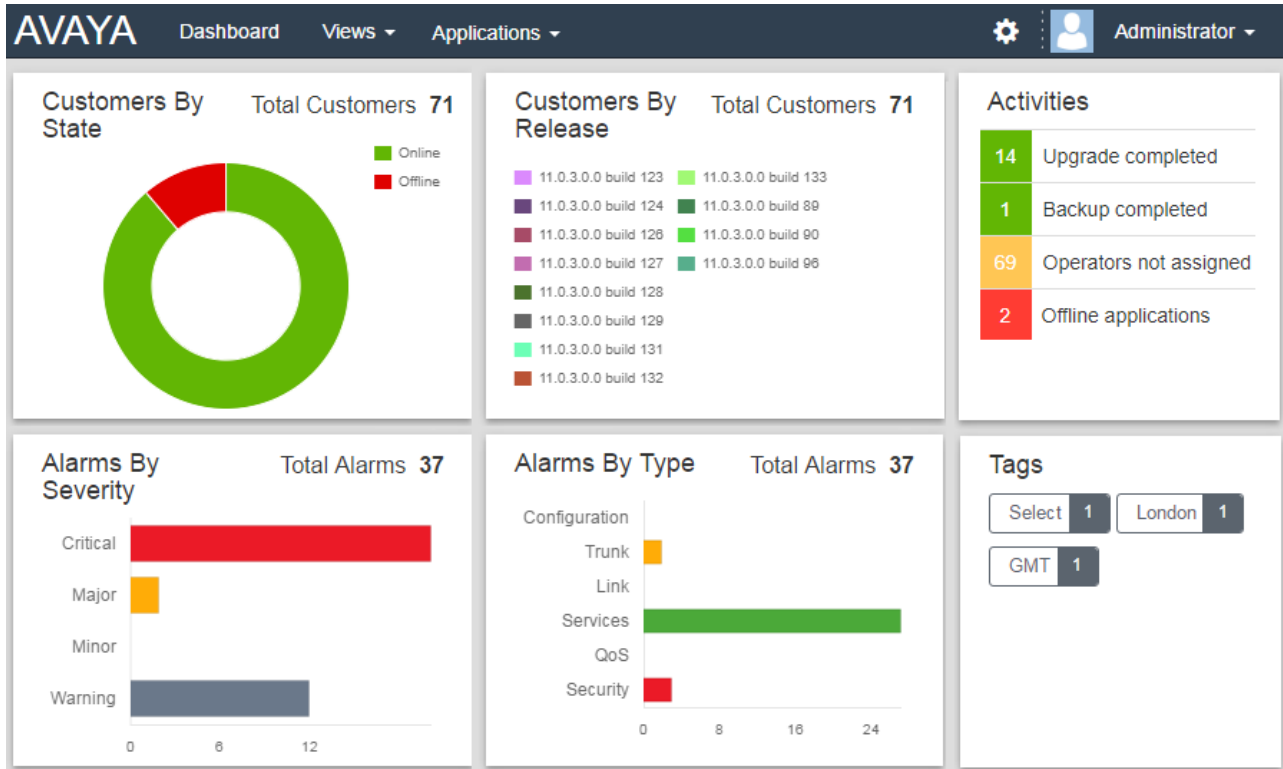 AVAYA Dashboard Views Applications Administrator
Customers By State
Total Customers 71
Online
Offline
Customers By Release
Total Customers 71
11.0.3.0.0 build 123
11.0.3.0.0 build 124
11.0.3.0.0 build 126
11.0.3.0.0 build 127
11.0.3.0.0 build 128
11.0.3.0.0 build 129
11.0.3.0.0 build 131
11.0.3.0.0 build 132
11.0.3.0.0 build 133
11.0.3.0.0 build 89
11.0.3.0.0 build 90
11.0.3.0.0 build 96
Activities
14 Upgrade completed
1 Backup completed
69 Operators not assigned
2 Offline applications
Alarms By Severity
Total Alarms 37
Critical
Major
Minor
Warning
0 6 12
Alarms By Type
Total Alarms 37
Configuration
Trunk
Link
Services
QoS
Security
0 8 16 24
Tags
Select 1 London 1
GMT 1